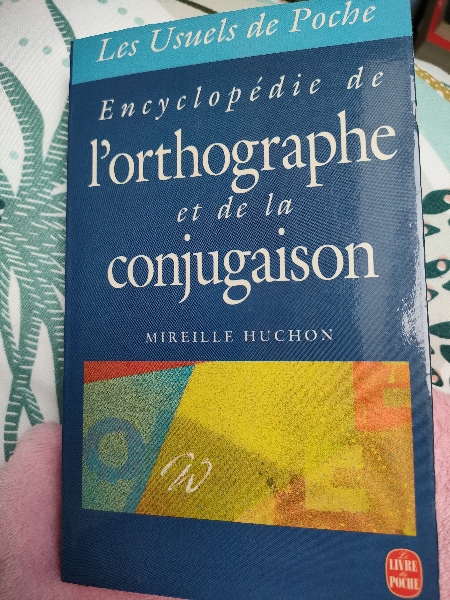 Les Usuels de Poche
Encyclopédie de
l'orthographe
et de la
conjugaison
MIREILLE HUCHON
O
W
E
E
Le
LIVRE
de
POCHE